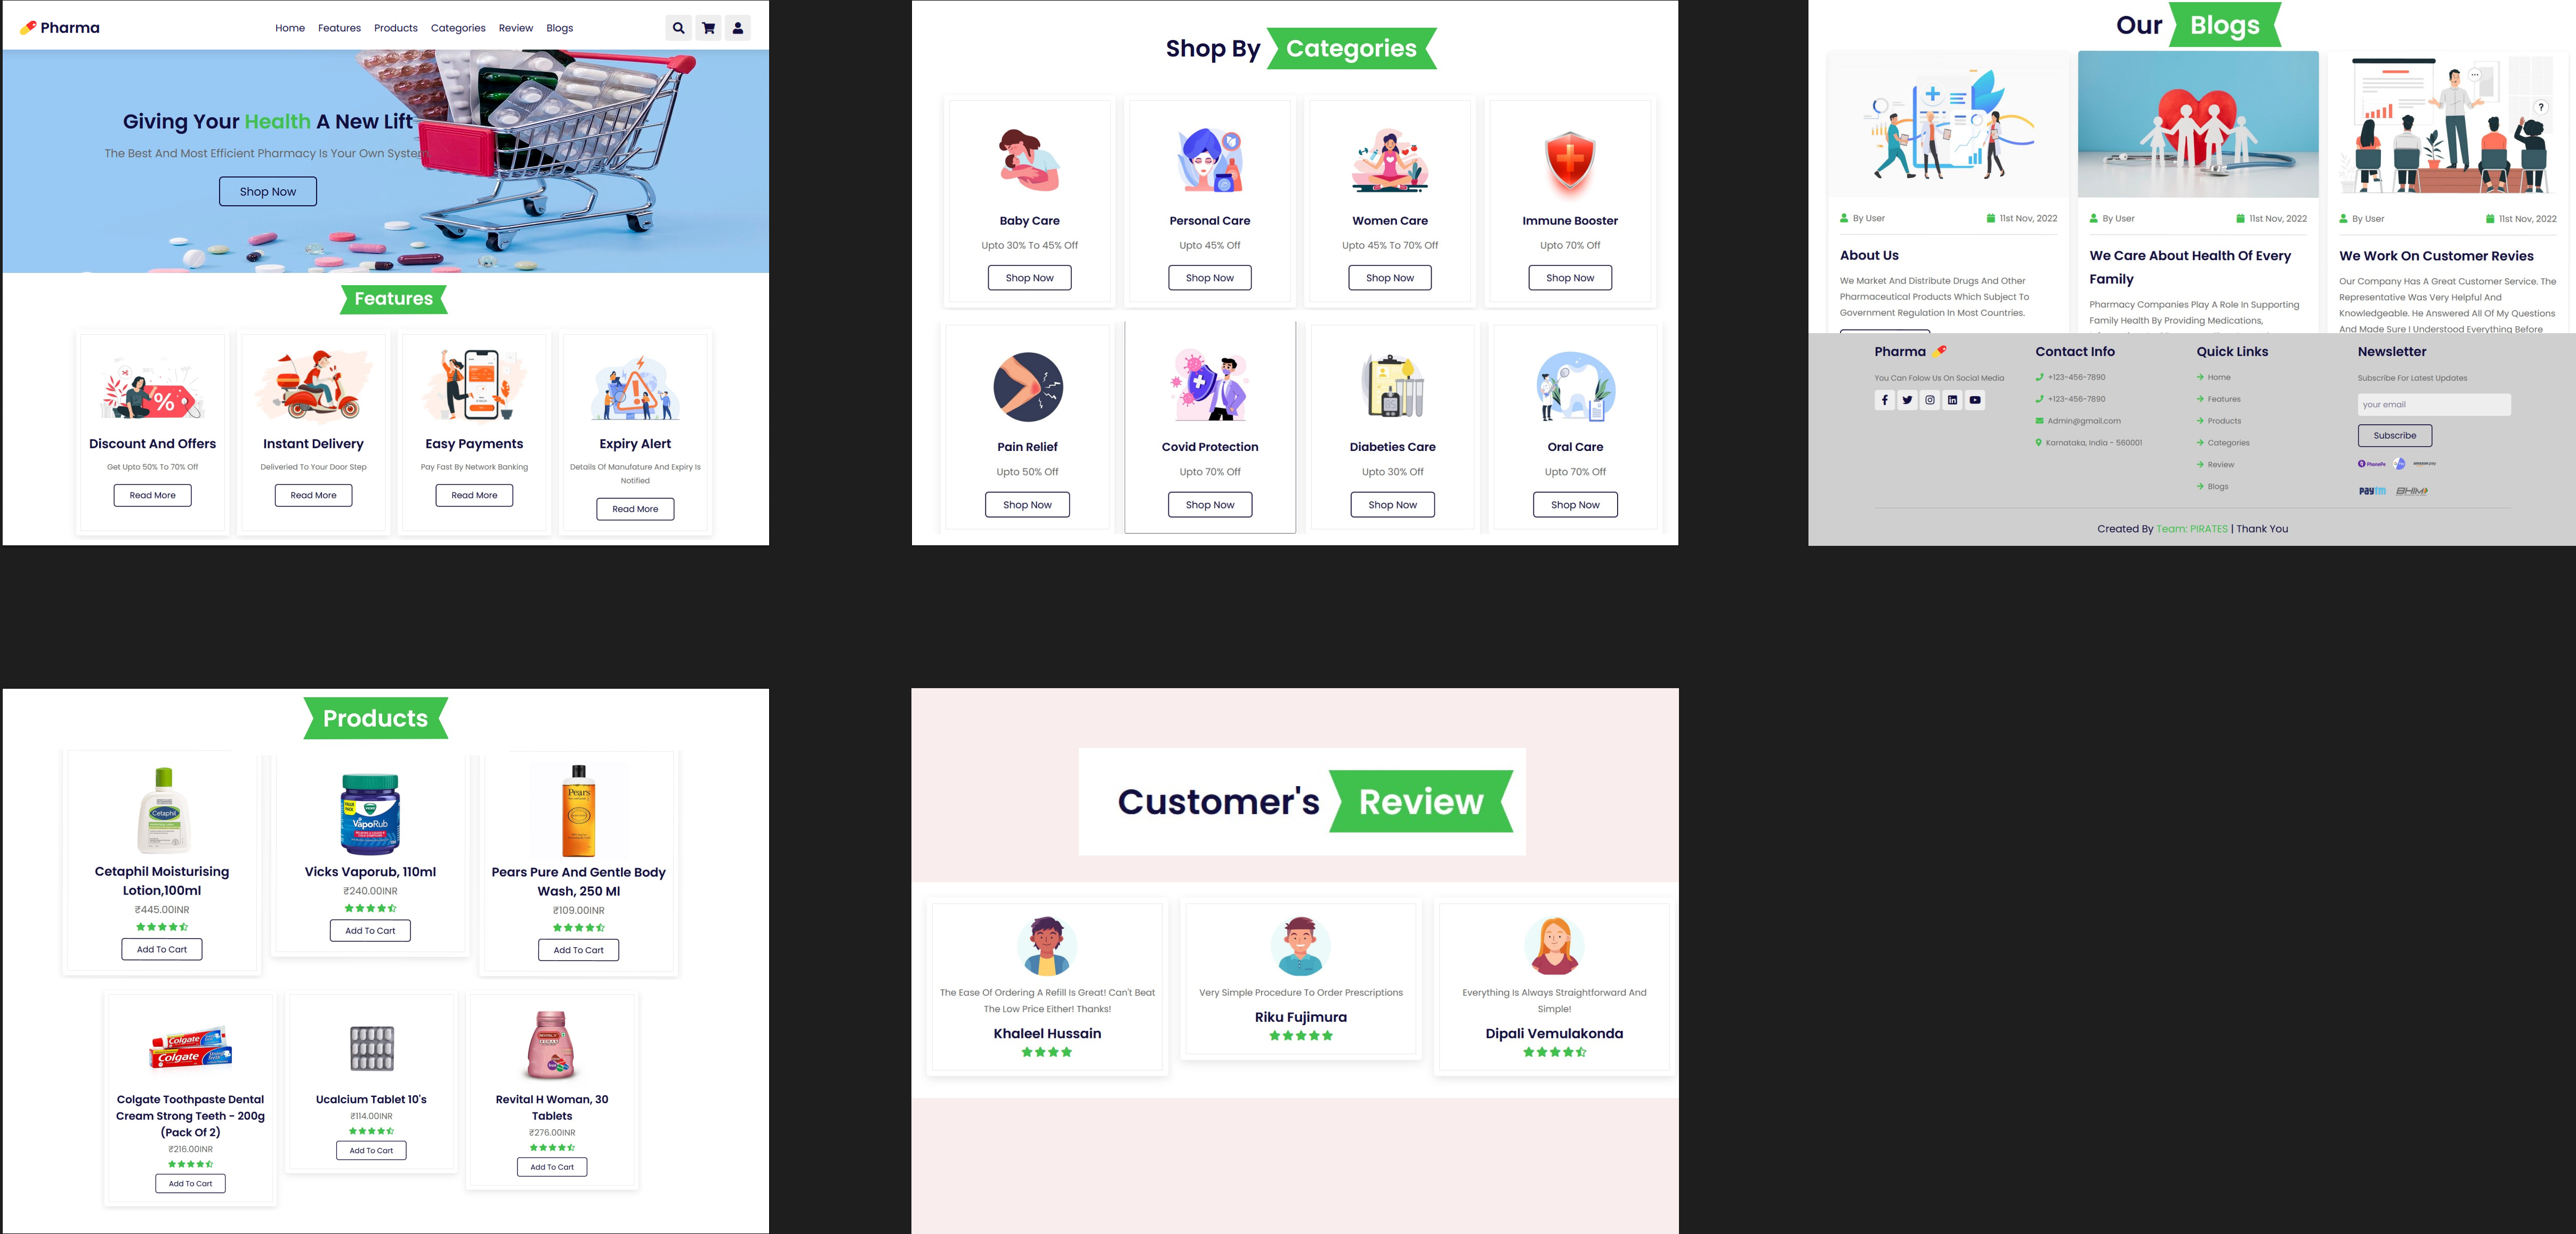 Pharma
Home Features Products Categories Review Blogs
Giving Your Health A New Lift
The Best And Most Efficient Pharmacy Is Your Own System
Shop Now
Features
Discount And Offers
Get Upto 50% To 70% Off
Read More
Instant Delivery
Deliveried To Your Door Step
Read More
Easy Payments
Pay Fast By Network Banking
Read More
Expiry Alert
Details Of Manufature And Expiry Is
Notified
Read More
Shop By Categories
Baby Care
Upto 30% To 45% Off
Shop Now
Personal Care
Upto 45% Off
Shop Now
Women Care
Upto 45% To 70% Off
Shop Now
Immune Booster
Upto 70% Off
Shop Now
Pain Relief
Upto 50% Off
Shop Now
Covid Protection
Upto 70% Off
Shop Now
Diabeties Care
Upto 30% Off
Shop Now
Oral Care
Upto 70% Off
Shop Now
Our Blogs
By User 11st Nov, 2022
About Us
We Market And Distribute Drugs And Other
Pharmaceutical Products Which Subject To
Government Regulation In Most Countries.
By User 11st Nov, 2022
We Care About Health Of Every
Family
Pharmacy Companies Play A Role In Supporting
Family Health By Providing Medications,
By User 11st Nov, 2022
We Work On Customer Revies
Our Company Has A Great Customer Service. The
Representative Was Very Helpful And
Knowledgeable. He Answered All Of My Questions
And Made Sure I Understood Everything Before
Pharma
You Can Folow Us On Social Media
Contact Info
+123-456-7890
+123-456-7890
Admin@gmail.com
Karnataka, India - 560001
Quick Links
Home
Features
Products
Categories
Review
Blogs
Newsletter
Subscribe For Latest Updates
your email
Subscribe
PhonePe
Paytm BHIM
Created By Team: PIRATES | Thank You
Products
Cetaphil
Cetaphil Moisturising
Lotion,100ml
₹445.00INR
Add To Cart
VALUE
PACK
VICKS
VapoRub
Vicks Vaporub, 110ml
₹240.00INR
Add To Cart
Pears
Pears Pure And Gentle Body
Wash, 250 Ml
₹109.00INR
Add To Cart
Colgate
Colgate
Colgate Toothpaste Dental
Cream Strong Teeth - 200g
(Pack Of 2)
₹216.00INR
Add To Cart
Ucalcium Tablet 10's
₹114.00INR
Add To Cart
Revital H Woman, 30
Tablets
₹276.00INR
Add To Cart
Customer's Review
The Ease Of Ordering A Refill Is Great! Can't Beat
The Low Price Either! Thanks!
Khaleel Hussain
Very Simple Procedure To Order Prescriptions
Riku Fujimura
Everything Is Always Straightforward And
Simple!
Dipali Vemulakonda